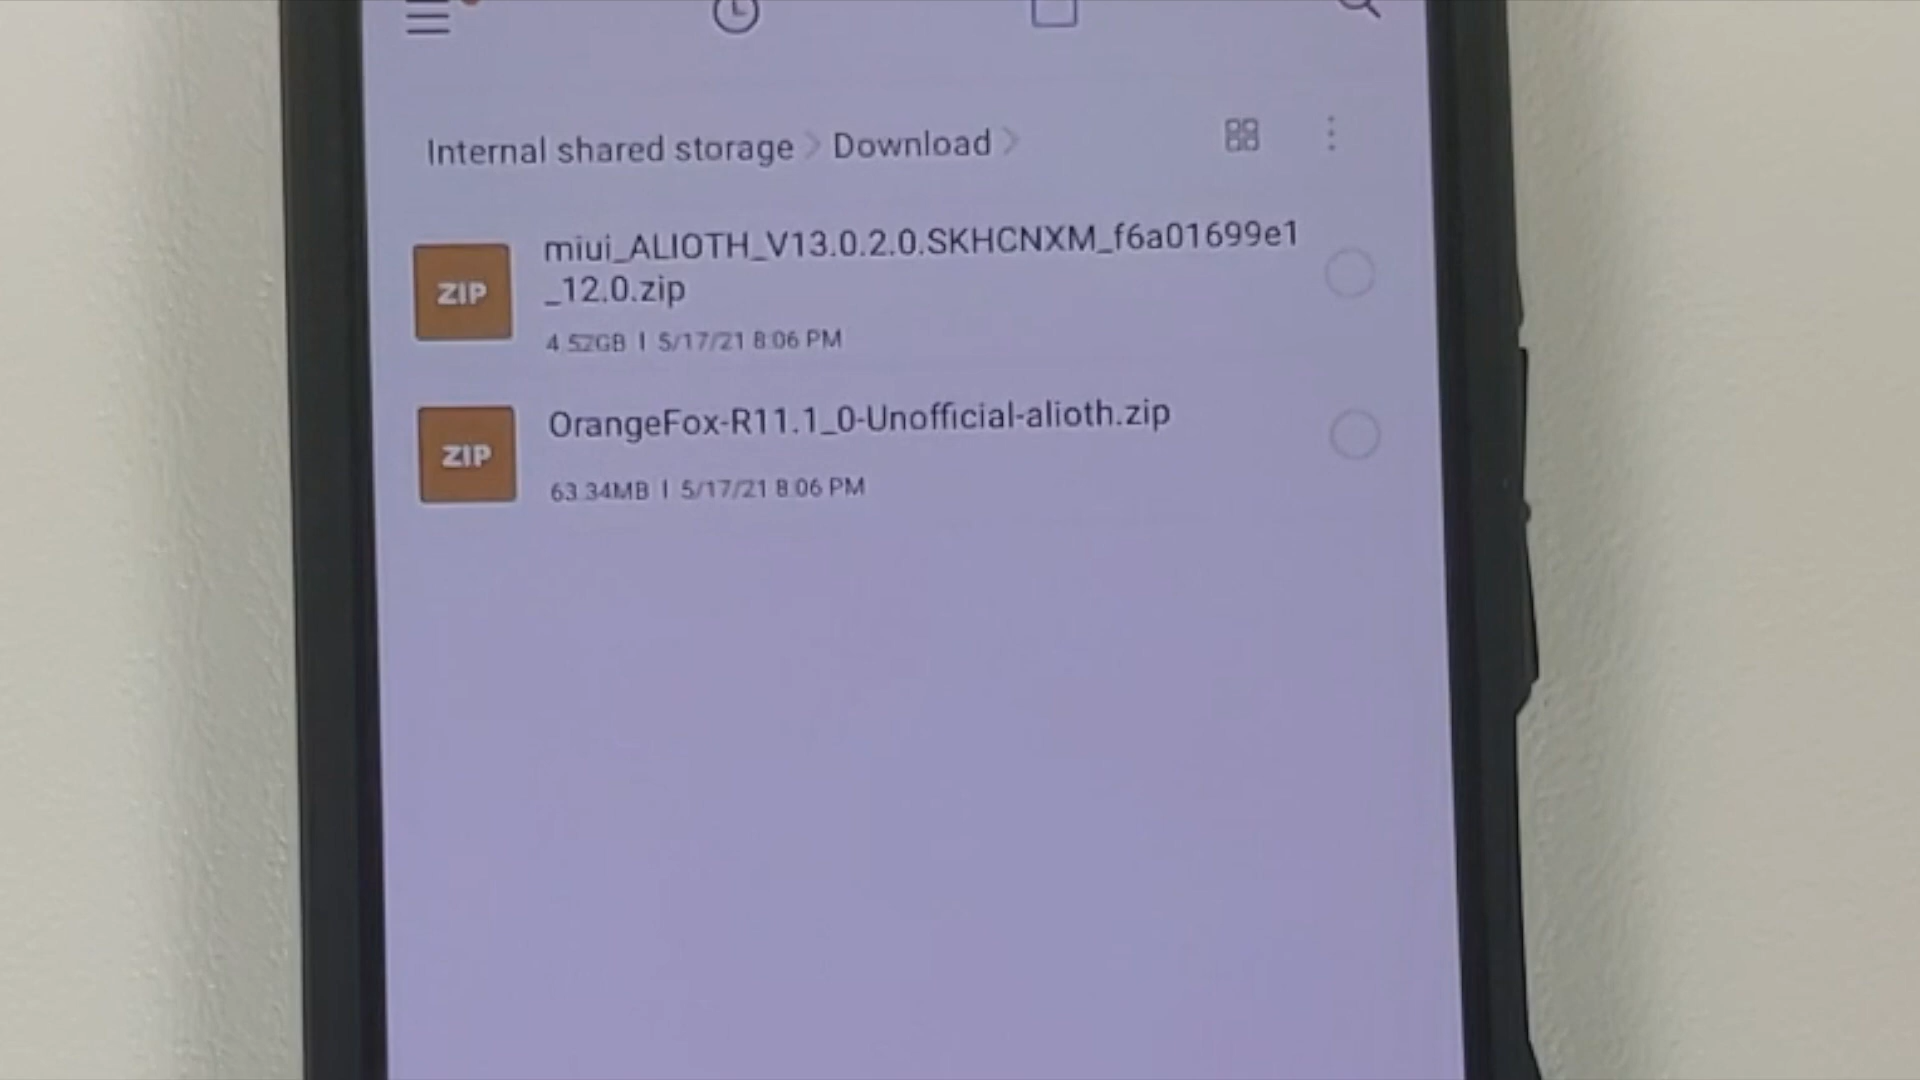 Internal shared storage > Download >
miui_ALIOTH_V13.0.2.0.SKHCNXM_f6a01699e1
_12.0.zip
ZIP
4.52GB | 5/17/21 8:06 PM
OrangeFox-R11.1_0-Unofficial-alioth.zip
ZIP
63.34MB | 5/17/21 8:06 PM